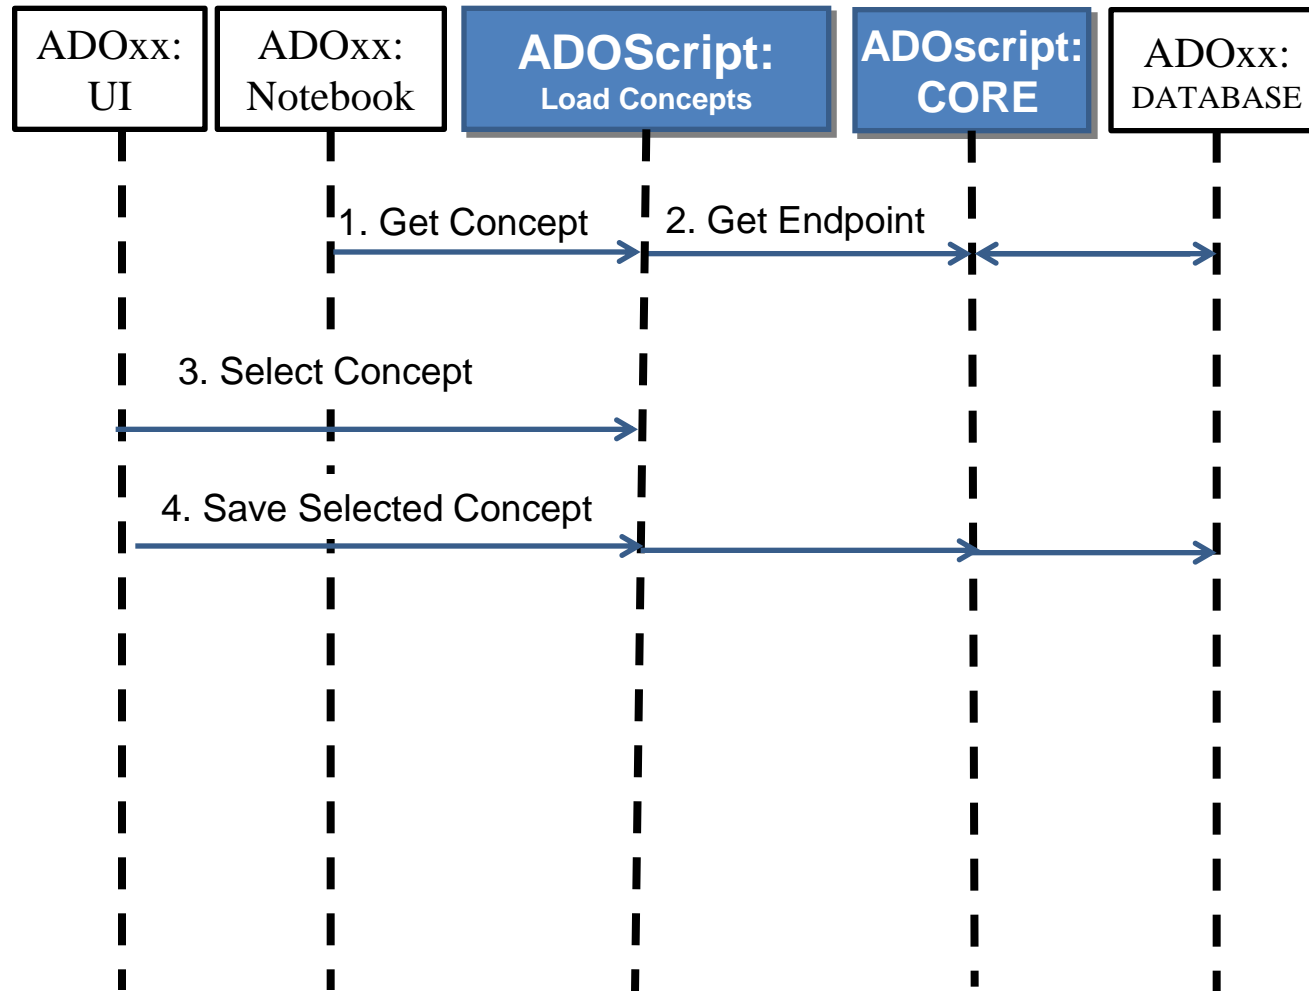 ADOxx:
UI
ADOxx:
Notebook
ADOScript:
Load Concepts
ADOscript:
CORE
ADOxx:
DATABASE
1. Get Concept
2. Get Endpoint
3. Select Concept
4. Save Selected Concept